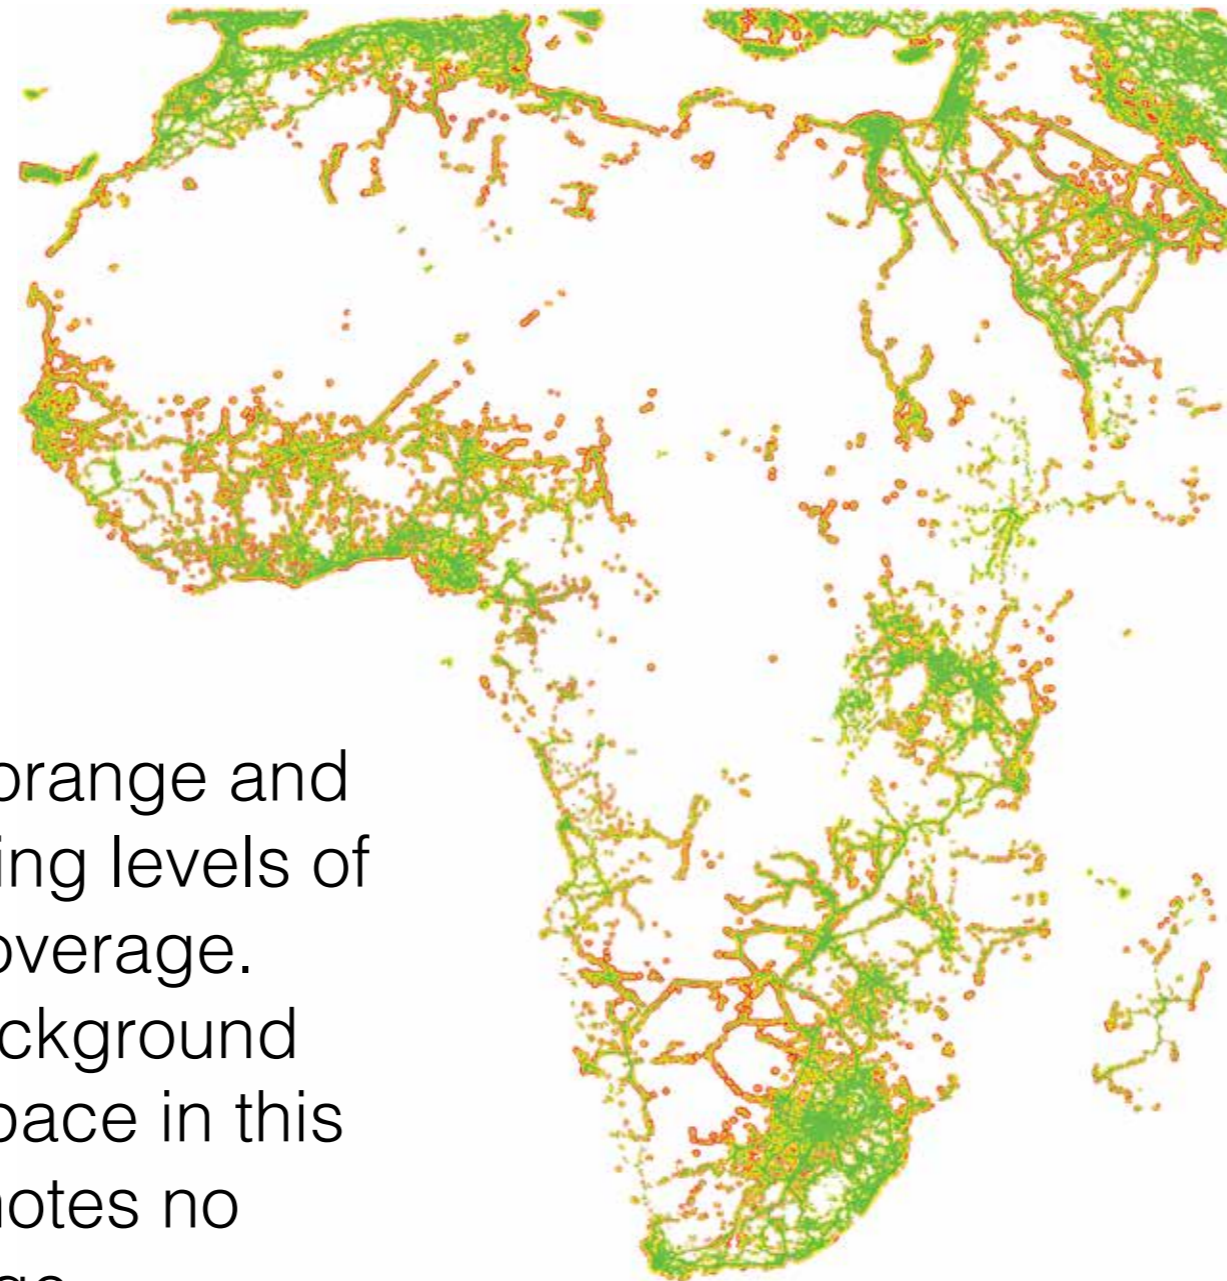 orange and
ing levels of
overage.
ckground
pace in this
notes no